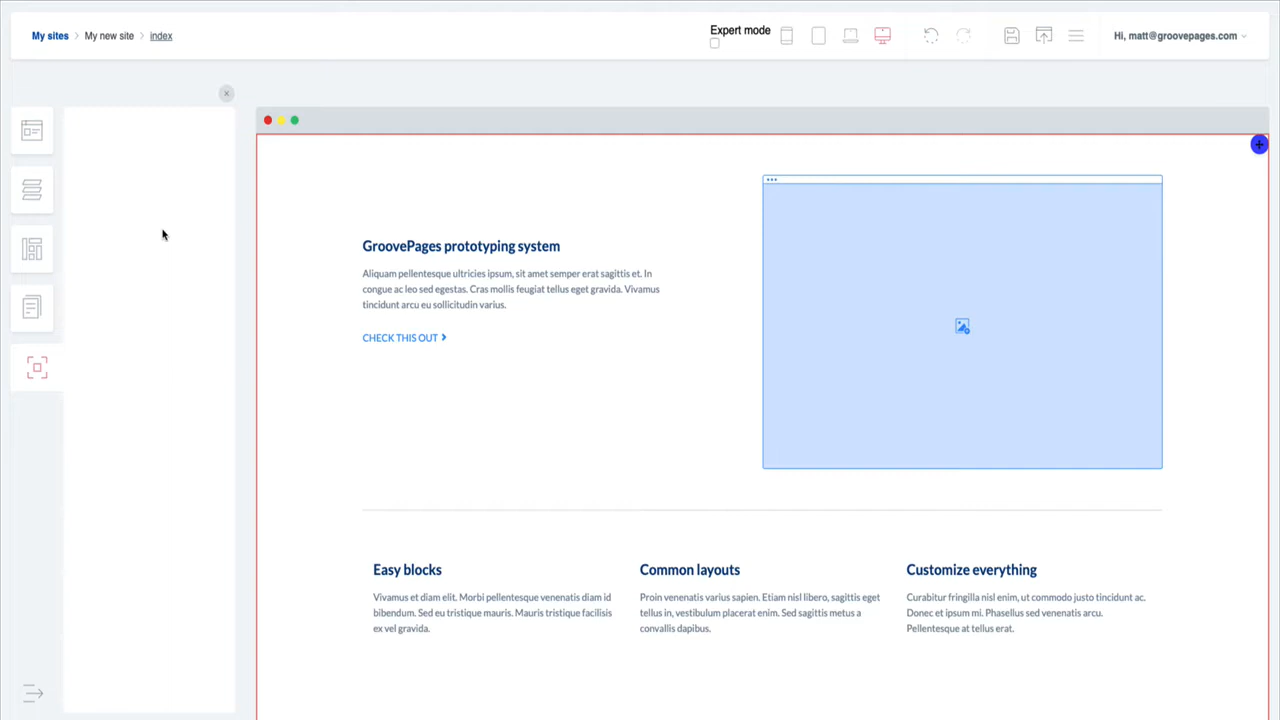 My sites > My new site > index
Expert mode
Hi, matt@groovepages.com
x
GroovePages prototyping system
Aliquam pellentesque ultricies ipsum, sit amet semper erat sagittis et. In
congue ac leo sed egestas. Cras mollis feugiat tellus eget gravida. Vivamus
tincidunt arcu eu sollicitudin varius.
CHECK THIS OUT >
Easy blocks
Vivamus et diam elit. Morbi pellentesque venenatis diam id
bibendum. Sed eu tristique mauris. Mauris tristique facilisis
ex vel gravida.
Common layouts
Proin venenatis varius sapien. Etiam nisl libero, sagittis eget
tellus in, vestibulum placerat enim. Sed sagittis metus a
convallis dapibus.
Customize everything
Curabitur fringilla nisl enim, ut commodo justo tincidunt ac.
Donec et ipsum mi. Phasellus sed venenatis arcu.
Pellentesque at tellus erat.